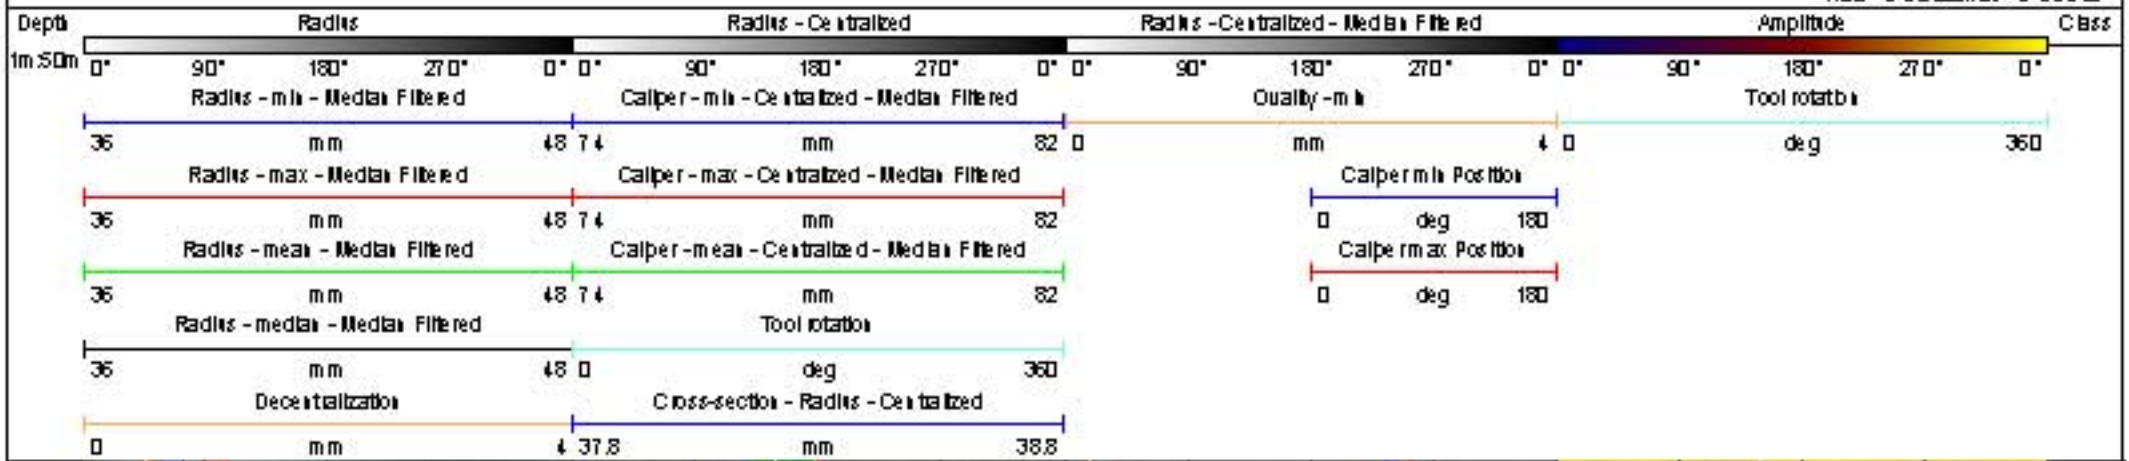 Depth Radius Radius - Centralized Radius - Centralized - Median Filtered Amplitude Class
1m:50m 0° 90° 180° 270° 0° 0° 90° 180° 270° 0° 0° 90° 180° 270° 0° 0° 90° 180° 270° 0°
Radius - min - Median Filtered Caliper - min - Centralized - Median Filtered Quality - min Tool rotation
36 mm 48 74 mm 82 0 mm 4 0 deg 360
Radius - max - Median Filtered Caliper - max - Centralized - Median Filtered Caliper min Position
36 mm 48 74 mm 82 0 deg 180
Radius - mean - Median Filtered Caliper - mean - Centralized - Median Filtered Caliper max Position
36 mm 48 74 mm 82 0 deg 180
Radius - median - Median Filtered Tool rotation
36 mm 48 0 deg 360
Decentralization Cross-section - Radius - Centralized
0 mm 4 37.8 mm 38.8